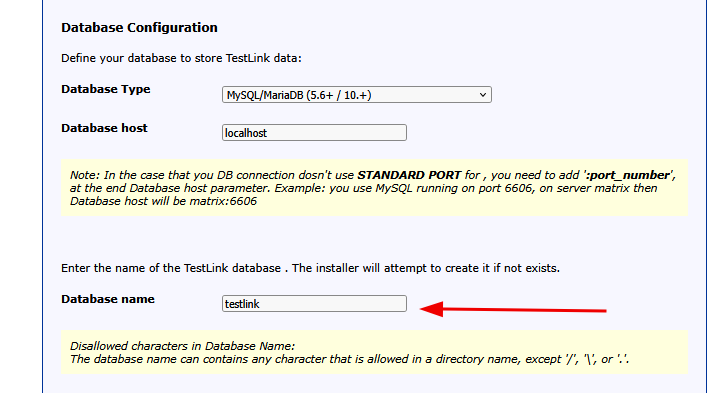 Database Configuration
Define your database to store TestLink data:
Database Type
MySQL/MariaDB (5.6+ / 10.+)
Database host
localhost
Note: In the case that you DB connection dosn't use STANDARD PORT for , you need to add ':port_number',
at the end Database host parameter. Example: you use MySQL running on port 6606, on server matrix then
Database host will be matrix:6606
Enter the name of the TestLink database . The installer will attempt to create it if not exists.
Database name
testlink
Disallowed characters in Database Name:
The database name can contains any character that is allowed in a directory name, except '/', '\', or '.'.